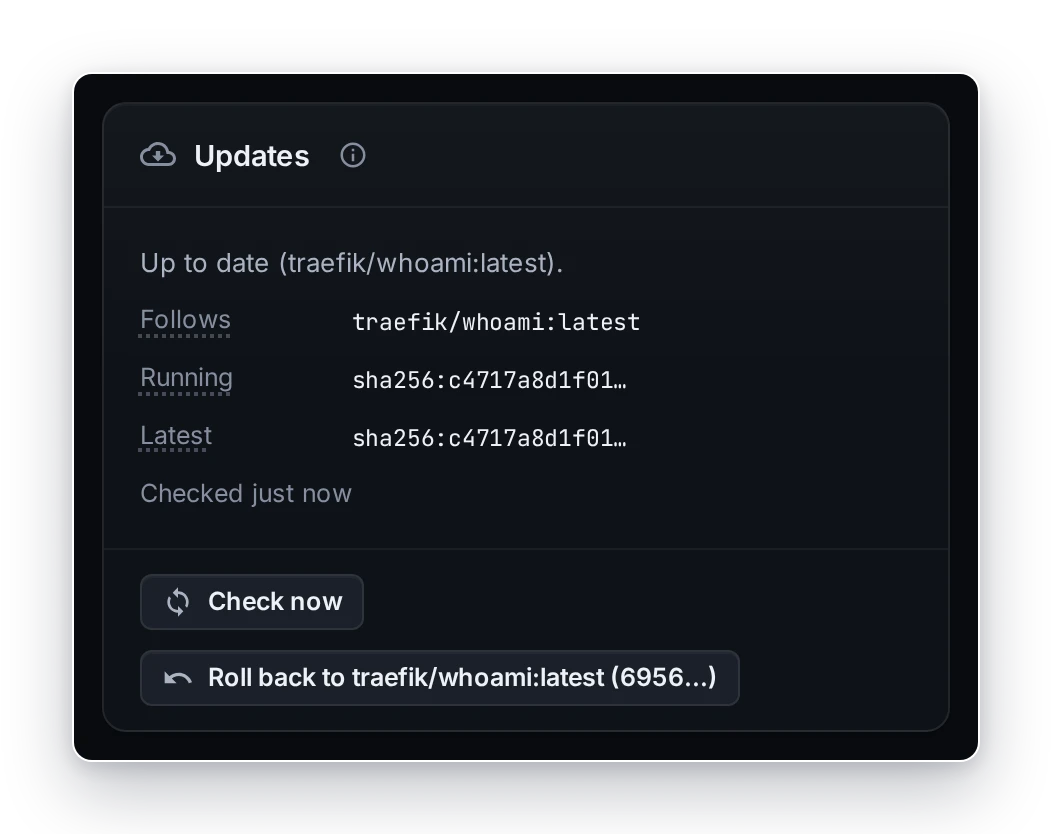 Updates
Up to date (traefik/whoami:latest).
Follows traefik/whoami:latest
Running sha256:c4717a8d1f01…
Latest sha256:c4717a8d1f01…
Checked just now
Check now
Roll back to traefik/whoami:latest (6956…)